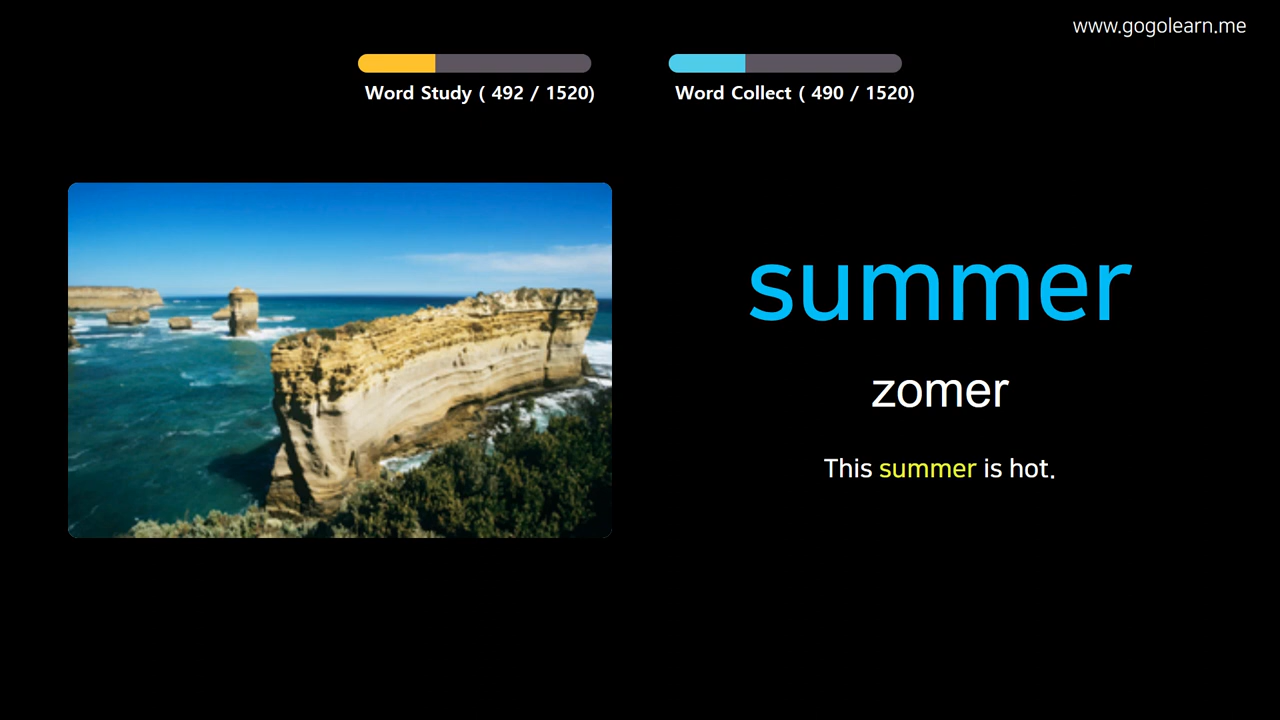 www.gogolearn.me
Word Study ( 492 / 1520)
Word Collect ( 490 / 1520)
summer
zomer
This summer is hot.